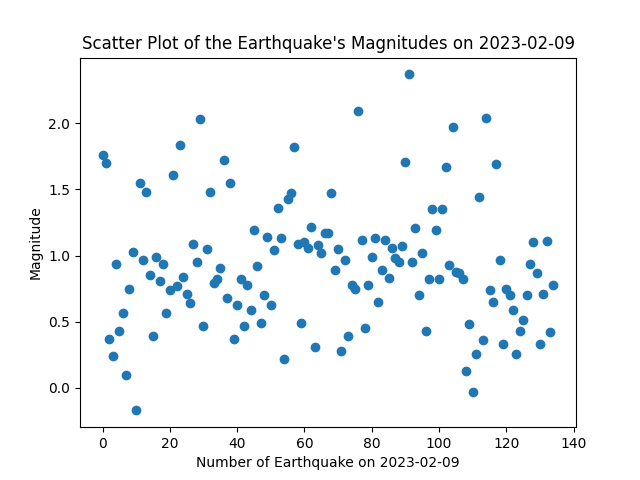 Scatter Plot of the Earthquake's Magnitudes on 2023-02-09
2.0
1.5
1.0
0.5
0.0
Magnitude
0 20 40 60 80 100 120 140
Number of Earthquake on 2023-02-09